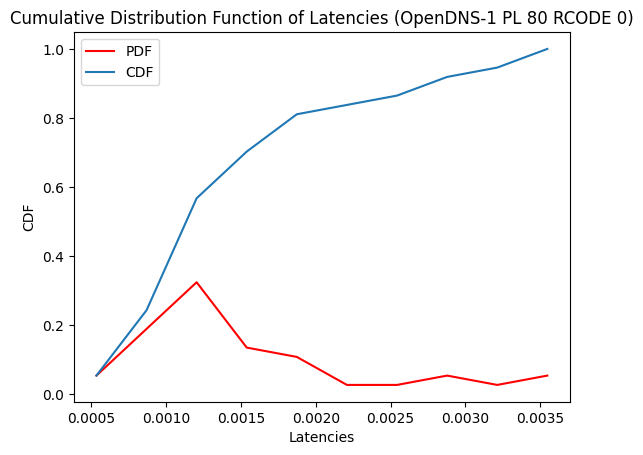 Cumulative Distribution Function of Latencies (OpenDNS-1 PL 80 RCODE 0)
PDF
CDF
1.0
0.8
0.6
0.4
0.2
0.0
CDF
0.0005
0.0010
0.0015
0.0020
0.0025
0.0030
0.0035
Latencies